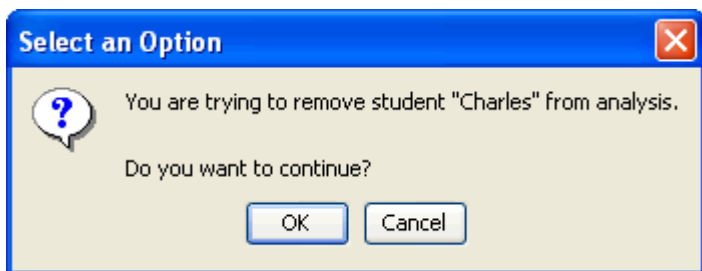 Select an Option
You are trying to remove student "Charles" from analysis.
Do you want to continue?
OK
Cancel